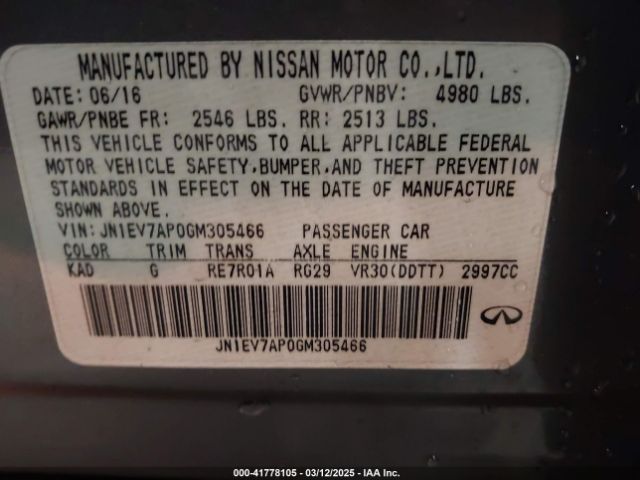 MANUFACTURED BY NISSAN MOTOR CO.,LTD.
DATE: 06/16 GVWR/PNBV: 4980 LBS.
GAWR/PNBE FR: 2546 LBS. RR: 2513 LBS.
THIS VEHICLE CONFORMS TO ALL APPLICABLE FEDERAL
MOTOR VEHICLE SAFETY,BUMPER,AND THEFT PREVENTION
STANDARDS IN EFFECT ON THE DATE OF MANUFACTURE
SHOWN ABOVE.
VIN: JN1EV7AP0GM305466 PASSENGER CAR
COLOR TRIM TRANS AXLE ENGINE
KAD G RE7R01A RG29 VR30(DDTT) 2997CC
JN1EV7AP0GM305466
000-41778105 - 03/12/2025 - IAA Inc.